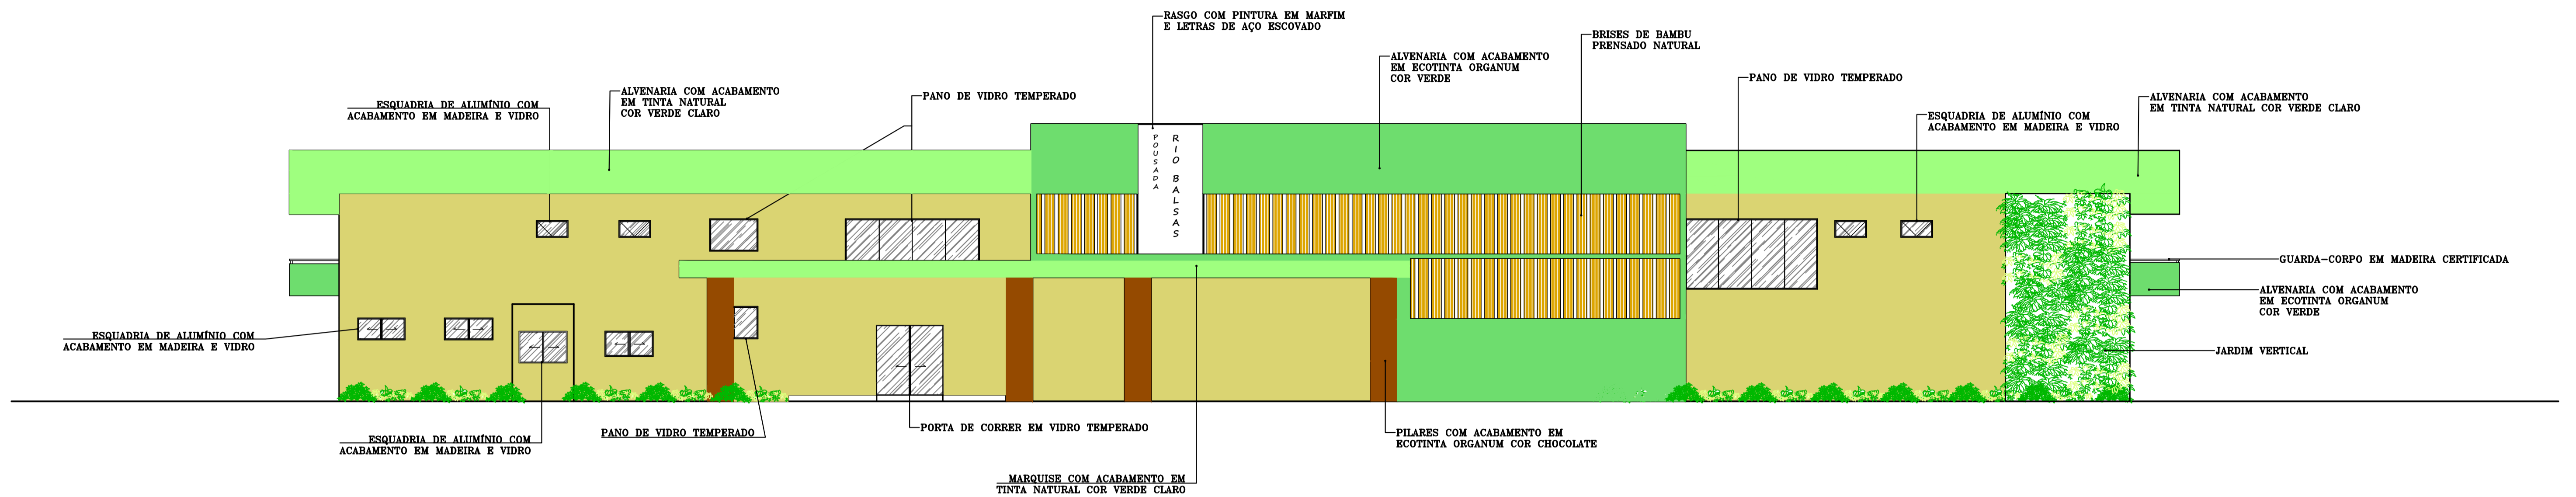 RASGO COM PINTURA EM MARFIM
E LETRAS DE AÇO ESCOVADO
BRISES DE BAMBU
PRENSADO NATURAL
ALVENARIA COM ACABAMENTO
EM ECOTINTA ORGANUM
COR VERDE
PANO DE VIDRO TEMPERADO
ALVENARIA COM ACABAMENTO
EM TINTA NATURAL
COR VERDE CLARO
ESQUADRIA DE ALUMÍNIO COM
ACABAMENTO EM MADEIRA E VIDRO
PANO DE VIDRO TEMPERADO
ALVENARIA COM ACABAMENTO
EM TINTA NATURAL COR VERDE CLARO
ESQUADRIA DE ALUMÍNIO COM
ACABAMENTO EM MADEIRA E VIDRO
POUSADA
RIO BALSAS
GUARDA-CORPO EM MADEIRA CERTIFICADA
ALVENARIA COM ACABAMENTO
EM ECOTINTA ORGANUM
COR VERDE
ESQUADRIA DE ALUMÍNIO COM
ACABAMENTO EM MADEIRA E VIDRO
JARDIM VERTICAL
ESQUADRIA DE ALUMÍNIO COM
ACABAMENTO EM MADEIRA E VIDRO
PANO DE VIDRO TEMPERADO
PORTA DE CORRER EM VIDRO TEMPERADO
PILARES COM ACABAMENTO EM
ECOTINTA ORGANUM COR CHOCOLATE
MARQUISE COM ACABAMENTO EM
TINTA NATURAL COR VERDE CLARO